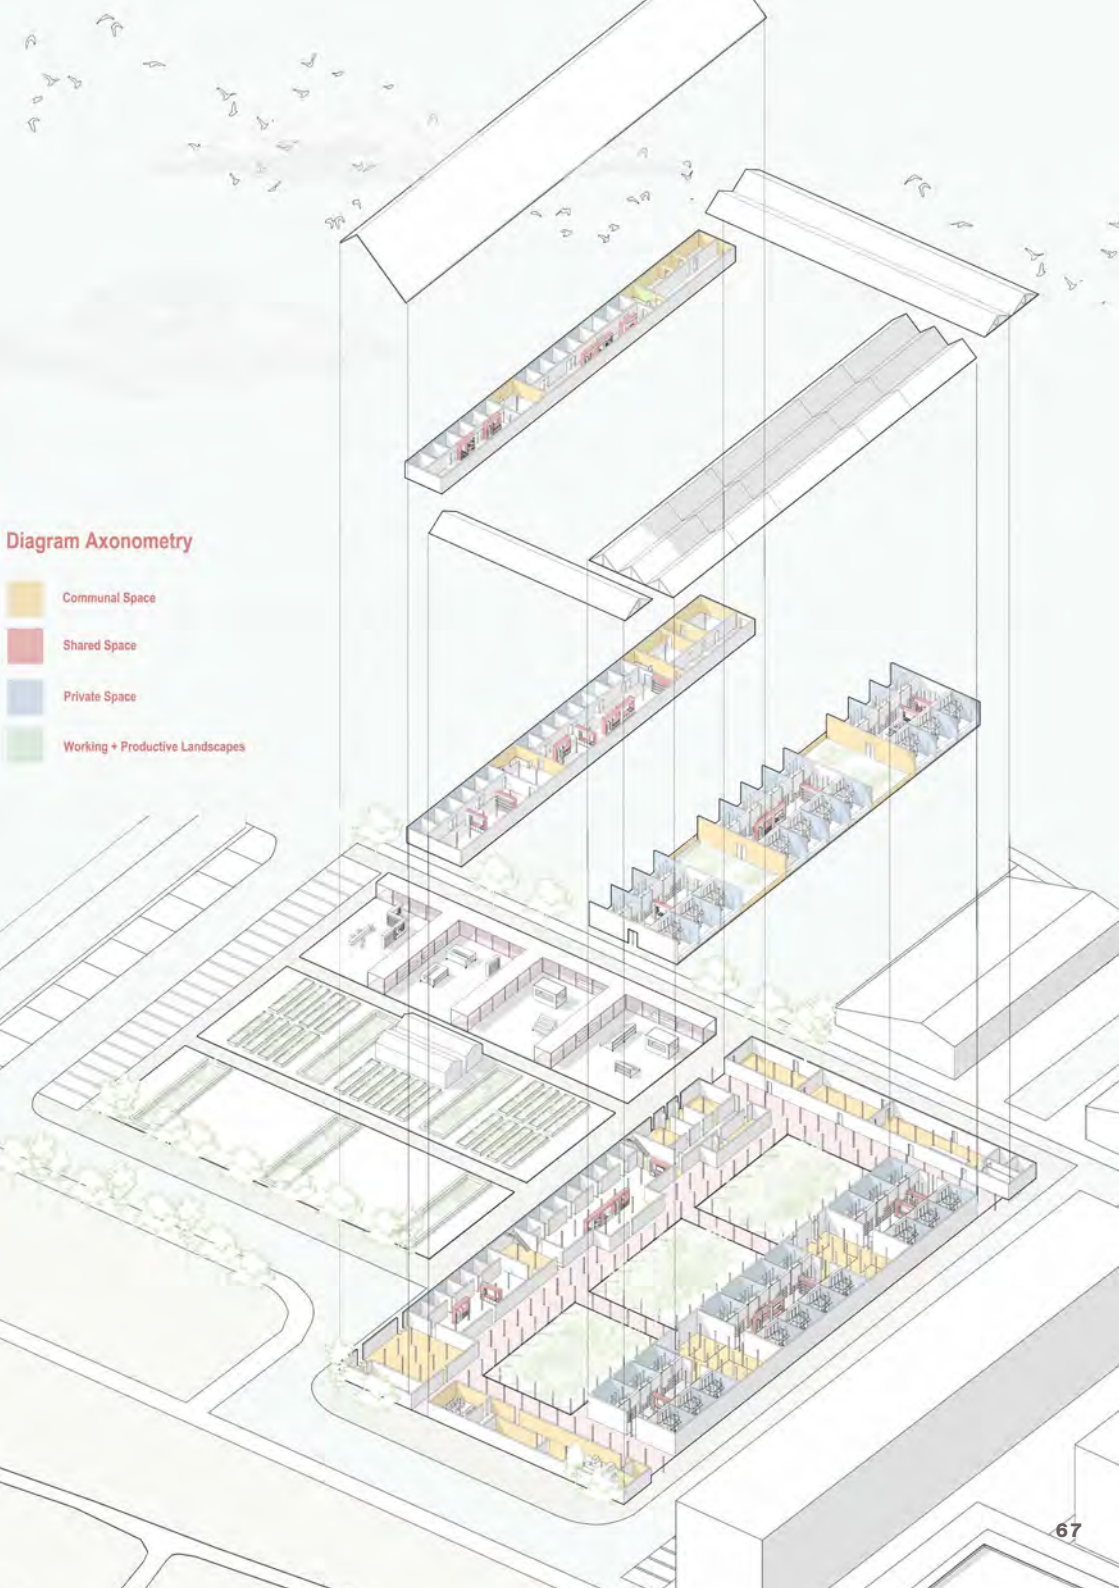 Diagram Axonometry
Communal Space
Shared Space
Private Space
Working + Productive Landscapes
67